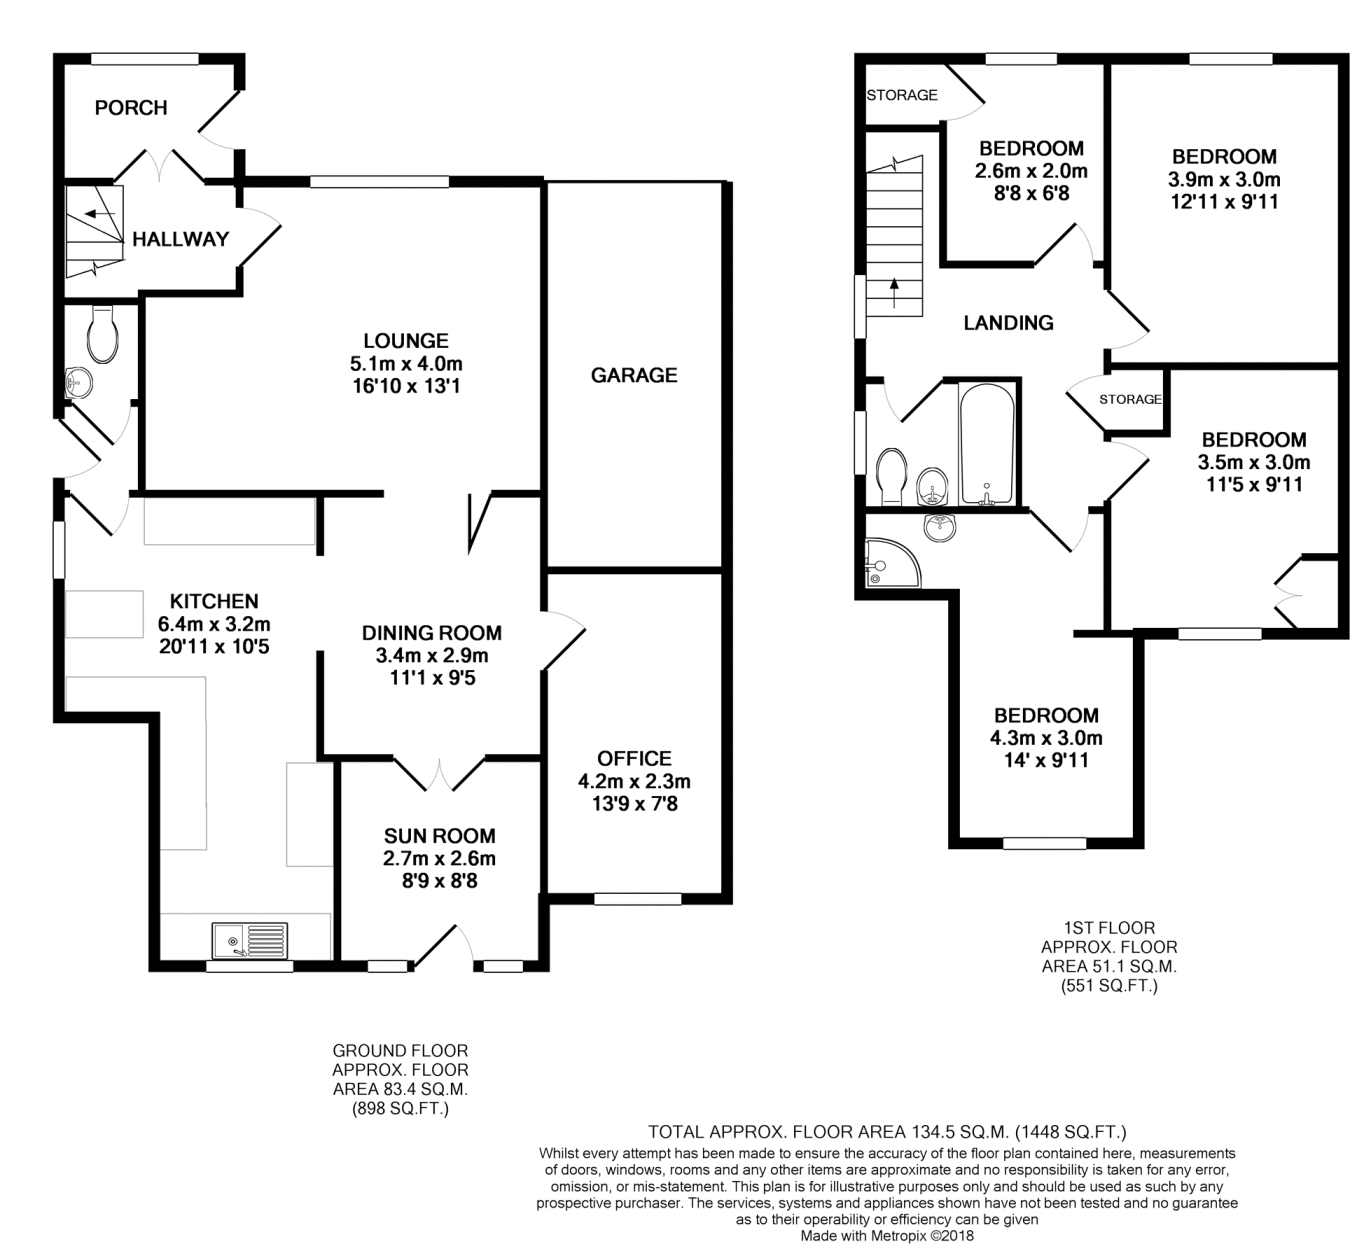 PORCH
HALLWAY
LOUNGE
5.1m x 4.0m
16'10 x 13'1
GARAGE
KITCHEN
6.4m x 3.2m
20'11 x 10'5
DINING ROOM
3.4m x 2.9m
11'1 x 9'5
OFFICE
4.2m x 2.3m
13'9 x 7'8
SUN ROOM
2.7m x 2.6m
8'9 x 8'8
GROUND FLOOR
APPROX. FLOOR
AREA 83.4 SQ.M.
(898 SQ.FT.)
STORAGE
BEDROOM
2.6m x 2.0m
8'8 x 6'8
BEDROOM
3.9m x 3.0m
12'11 x 9'11
LANDING
STORAGE
BEDROOM
3.5m x 3.0m
11'5 x 9'11
BEDROOM
4.3m x 3.0m
14' x 9'11
1ST FLOOR
APPROX. FLOOR
AREA 51.1 SQ.M.
(551 SQ.FT.)
TOTAL APPROX. FLOOR AREA 134.5 SQ.M. (1448 SQ.FT.)
Whilst every attempt has been made to ensure the accuracy of the floor plan contained here, measurements
of doors, windows, rooms and any other items are approximate and no responsibility is taken for any error,
omission, or mis-statement. This plan is for illustrative purposes only and should be used as such by any
prospective purchaser. The services, systems and appliances shown have not been tested and no guarantee
as to their operability or efficiency can be given
Made with Metropix ©2018